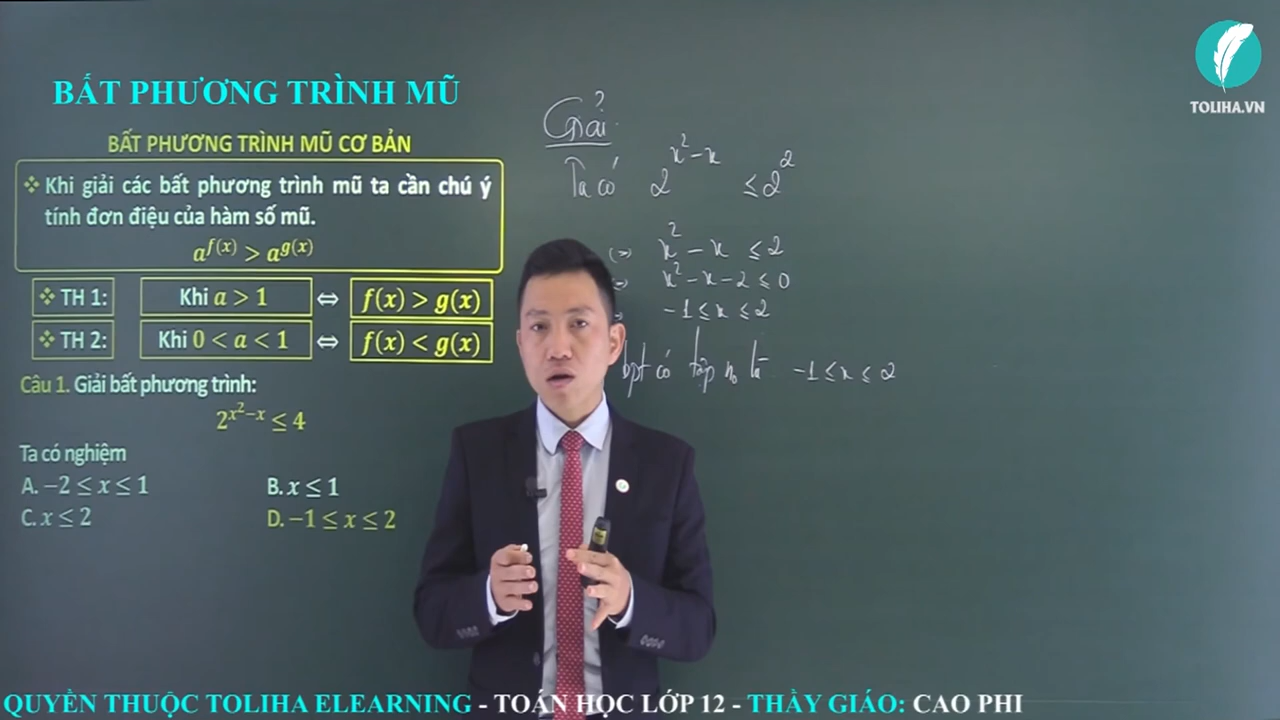 TOLIHA.VN
BẤT PHƯƠNG TRÌNH MŨ
BẤT PHƯƠNG TRÌNH MŨ CƠ BẢN
❖ Khi giải các bất phương trình mũ ta cần chú ý
tính đơn điệu của hàm số mũ.
a^{f(x)} > a^{g(x)}
❖ TH 1: Khi a > 1 ⇔ f(x) > g(x)
❖ TH 2: Khi 0 < a < 1 ⇔ f(x) < g(x)
Câu 1. Giải bất phương trình:
2^{x²−x} ≤ 4
Ta có nghiệm
A. −2 ≤ x ≤ 1 B. x ≤ 1
C. x ≤ 2 D. −1 ≤ x ≤ 2
Giải
Ta có 2^{x²−x} ≤ 2²
x² − x ≤ 2
x² − x − 2 ≤ 0
−1 ≤ x ≤ 2
bpt có tập no là −1 ≤ x ≤ 2
QUYỀN THUỘC TOLIHA ELEARNING - TOÁN HỌC LỚP 12 - THẦY GIÁO: CAO PHI